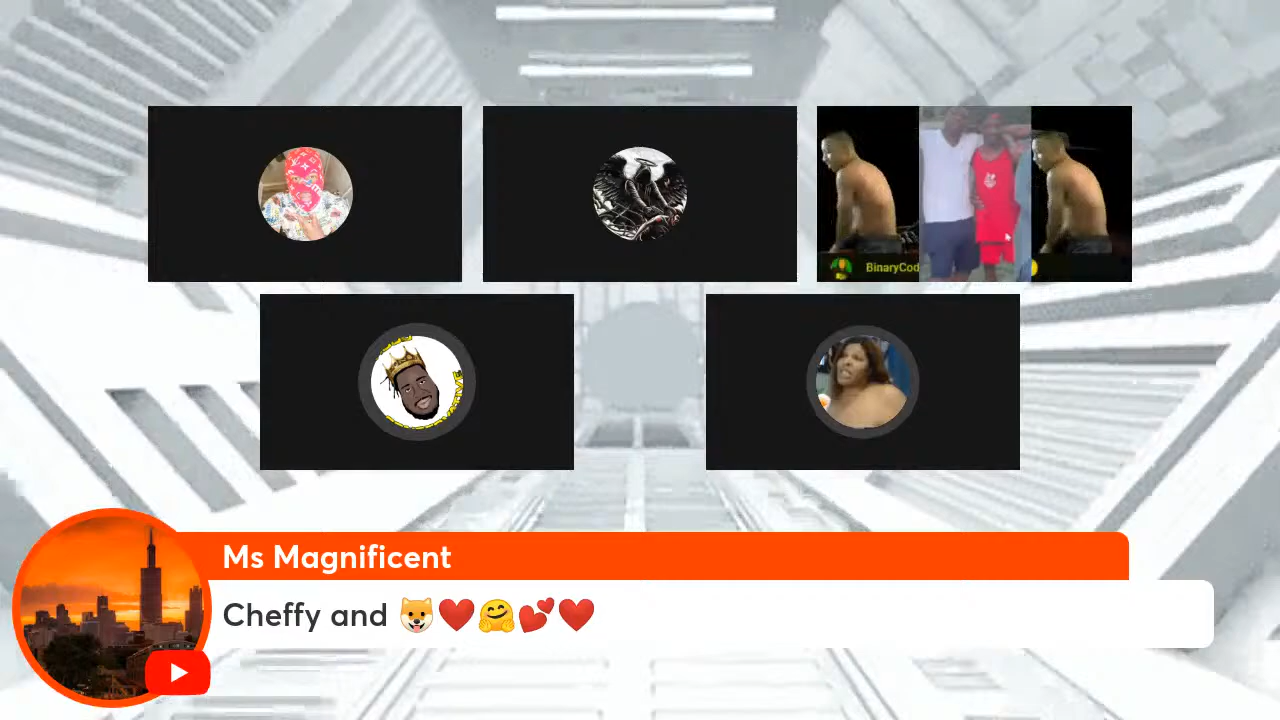 BinaryCod
Ms Magnificent
Cheffy and 🐶❤️🤗💕❤️